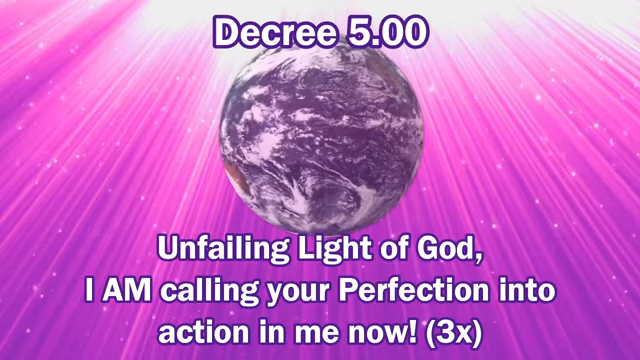 Decree 5.00
Unfailing Light of God,
I AM calling your Perfection into
action in me now! (3x)